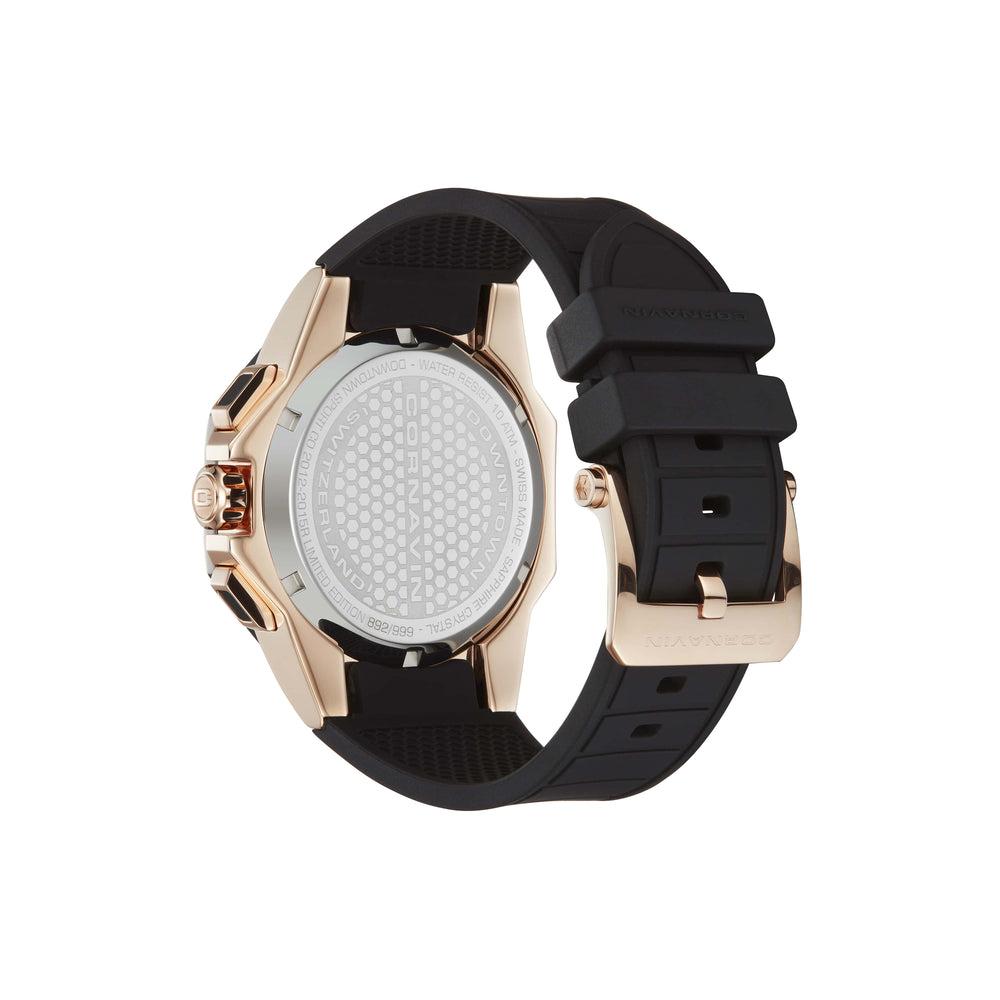 DOWNTOWN
CORNAVIN
SWITZERLAND
DOWNTOWN - WATER RESIST 10 ATM - SWISS MADE - SAPPHIRE CRYSTAL - LIMITED EDITION 892/999
SPORT CO 2012-2015R
CORNAVIN
CORNAVIN
C